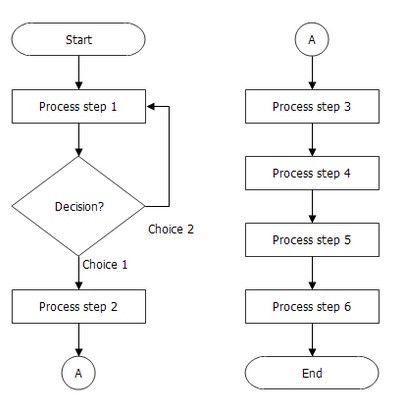 Start
Process step 1
Decision?
Choice 2
Choice 1
Process step 2
A
A
Process step 3
Process step 4
Process step 5
Process step 6
End